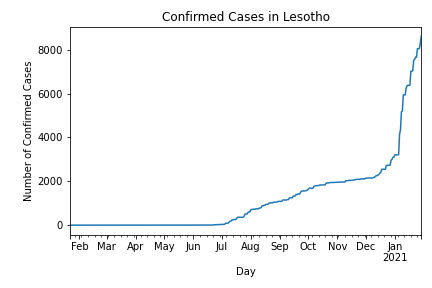 Confirmed Cases in Lesotho
Number of Confirmed Cases
8000
6000
4000
2000
0
Feb Mar Apr May Jun Jul Aug Sep Oct Nov Dec Jan
2021
Day